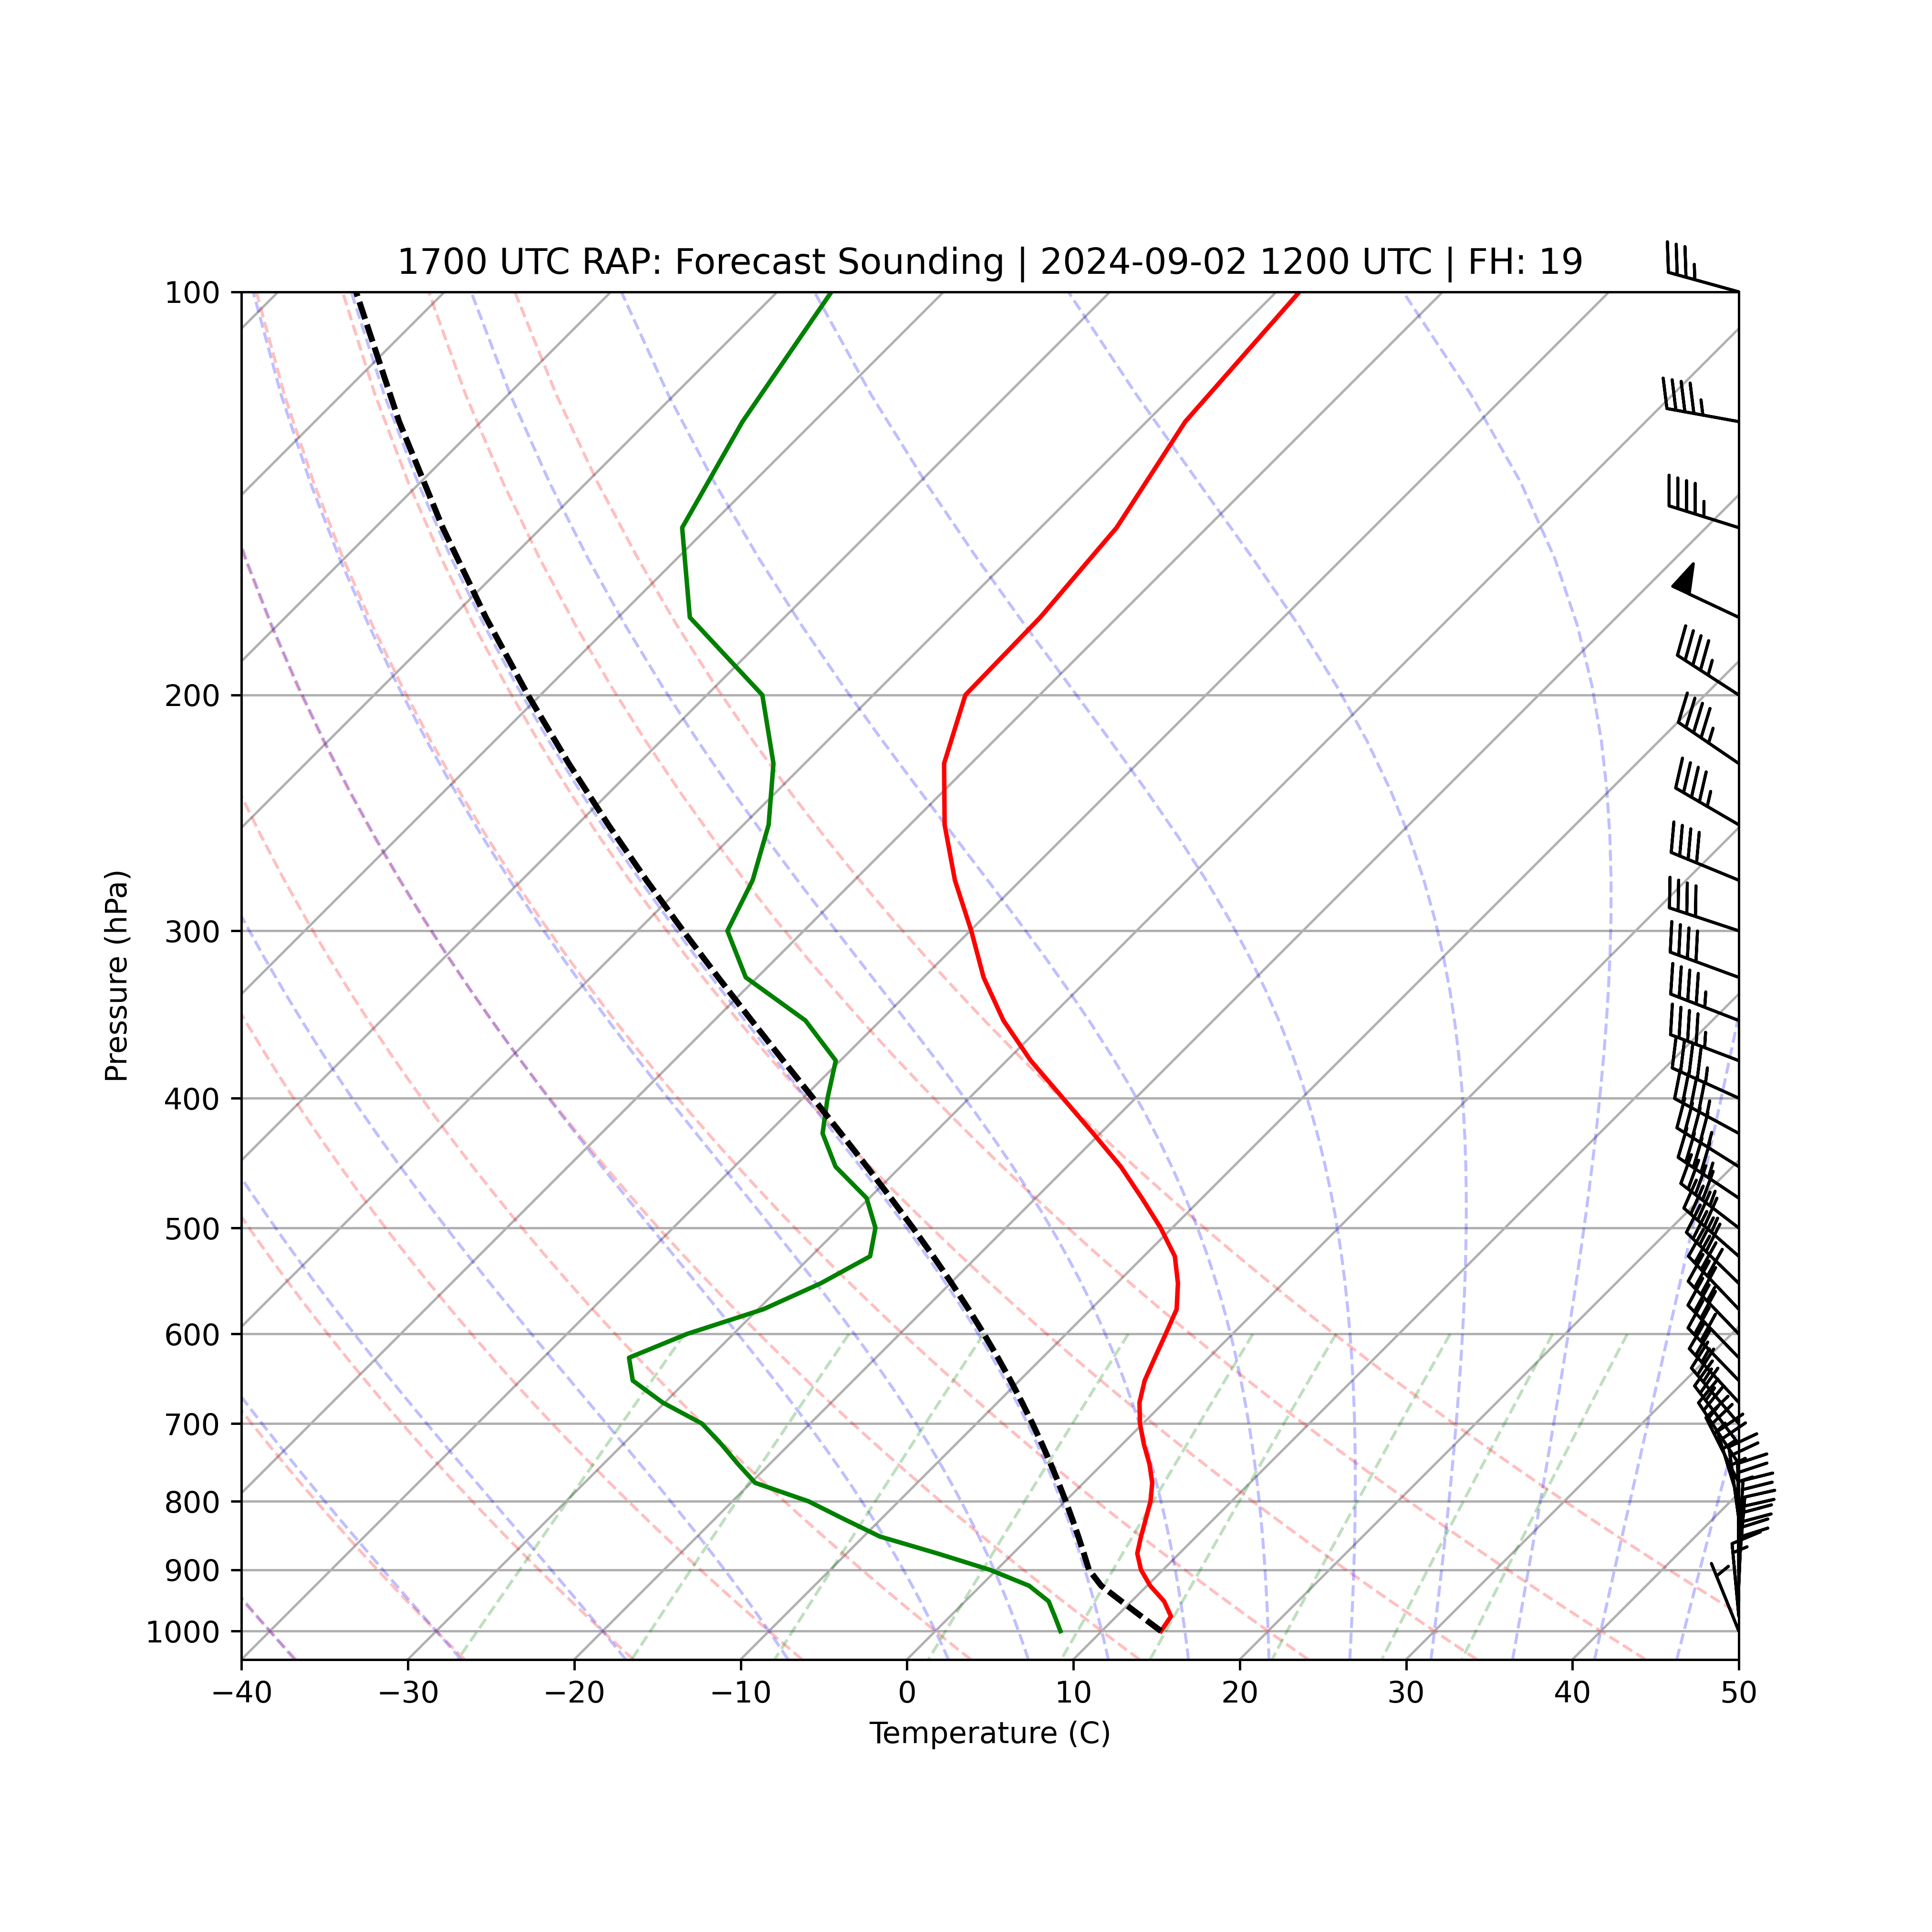 1700 UTC RAP: Forecast Sounding | 2024-09-02 1200 UTC | FH: 19
100
200
300
400
500
600
700
800
900
1000
Pressure (hPa)
−40 −30 −20 −10 0 10 20 30 40 50
Temperature (C)